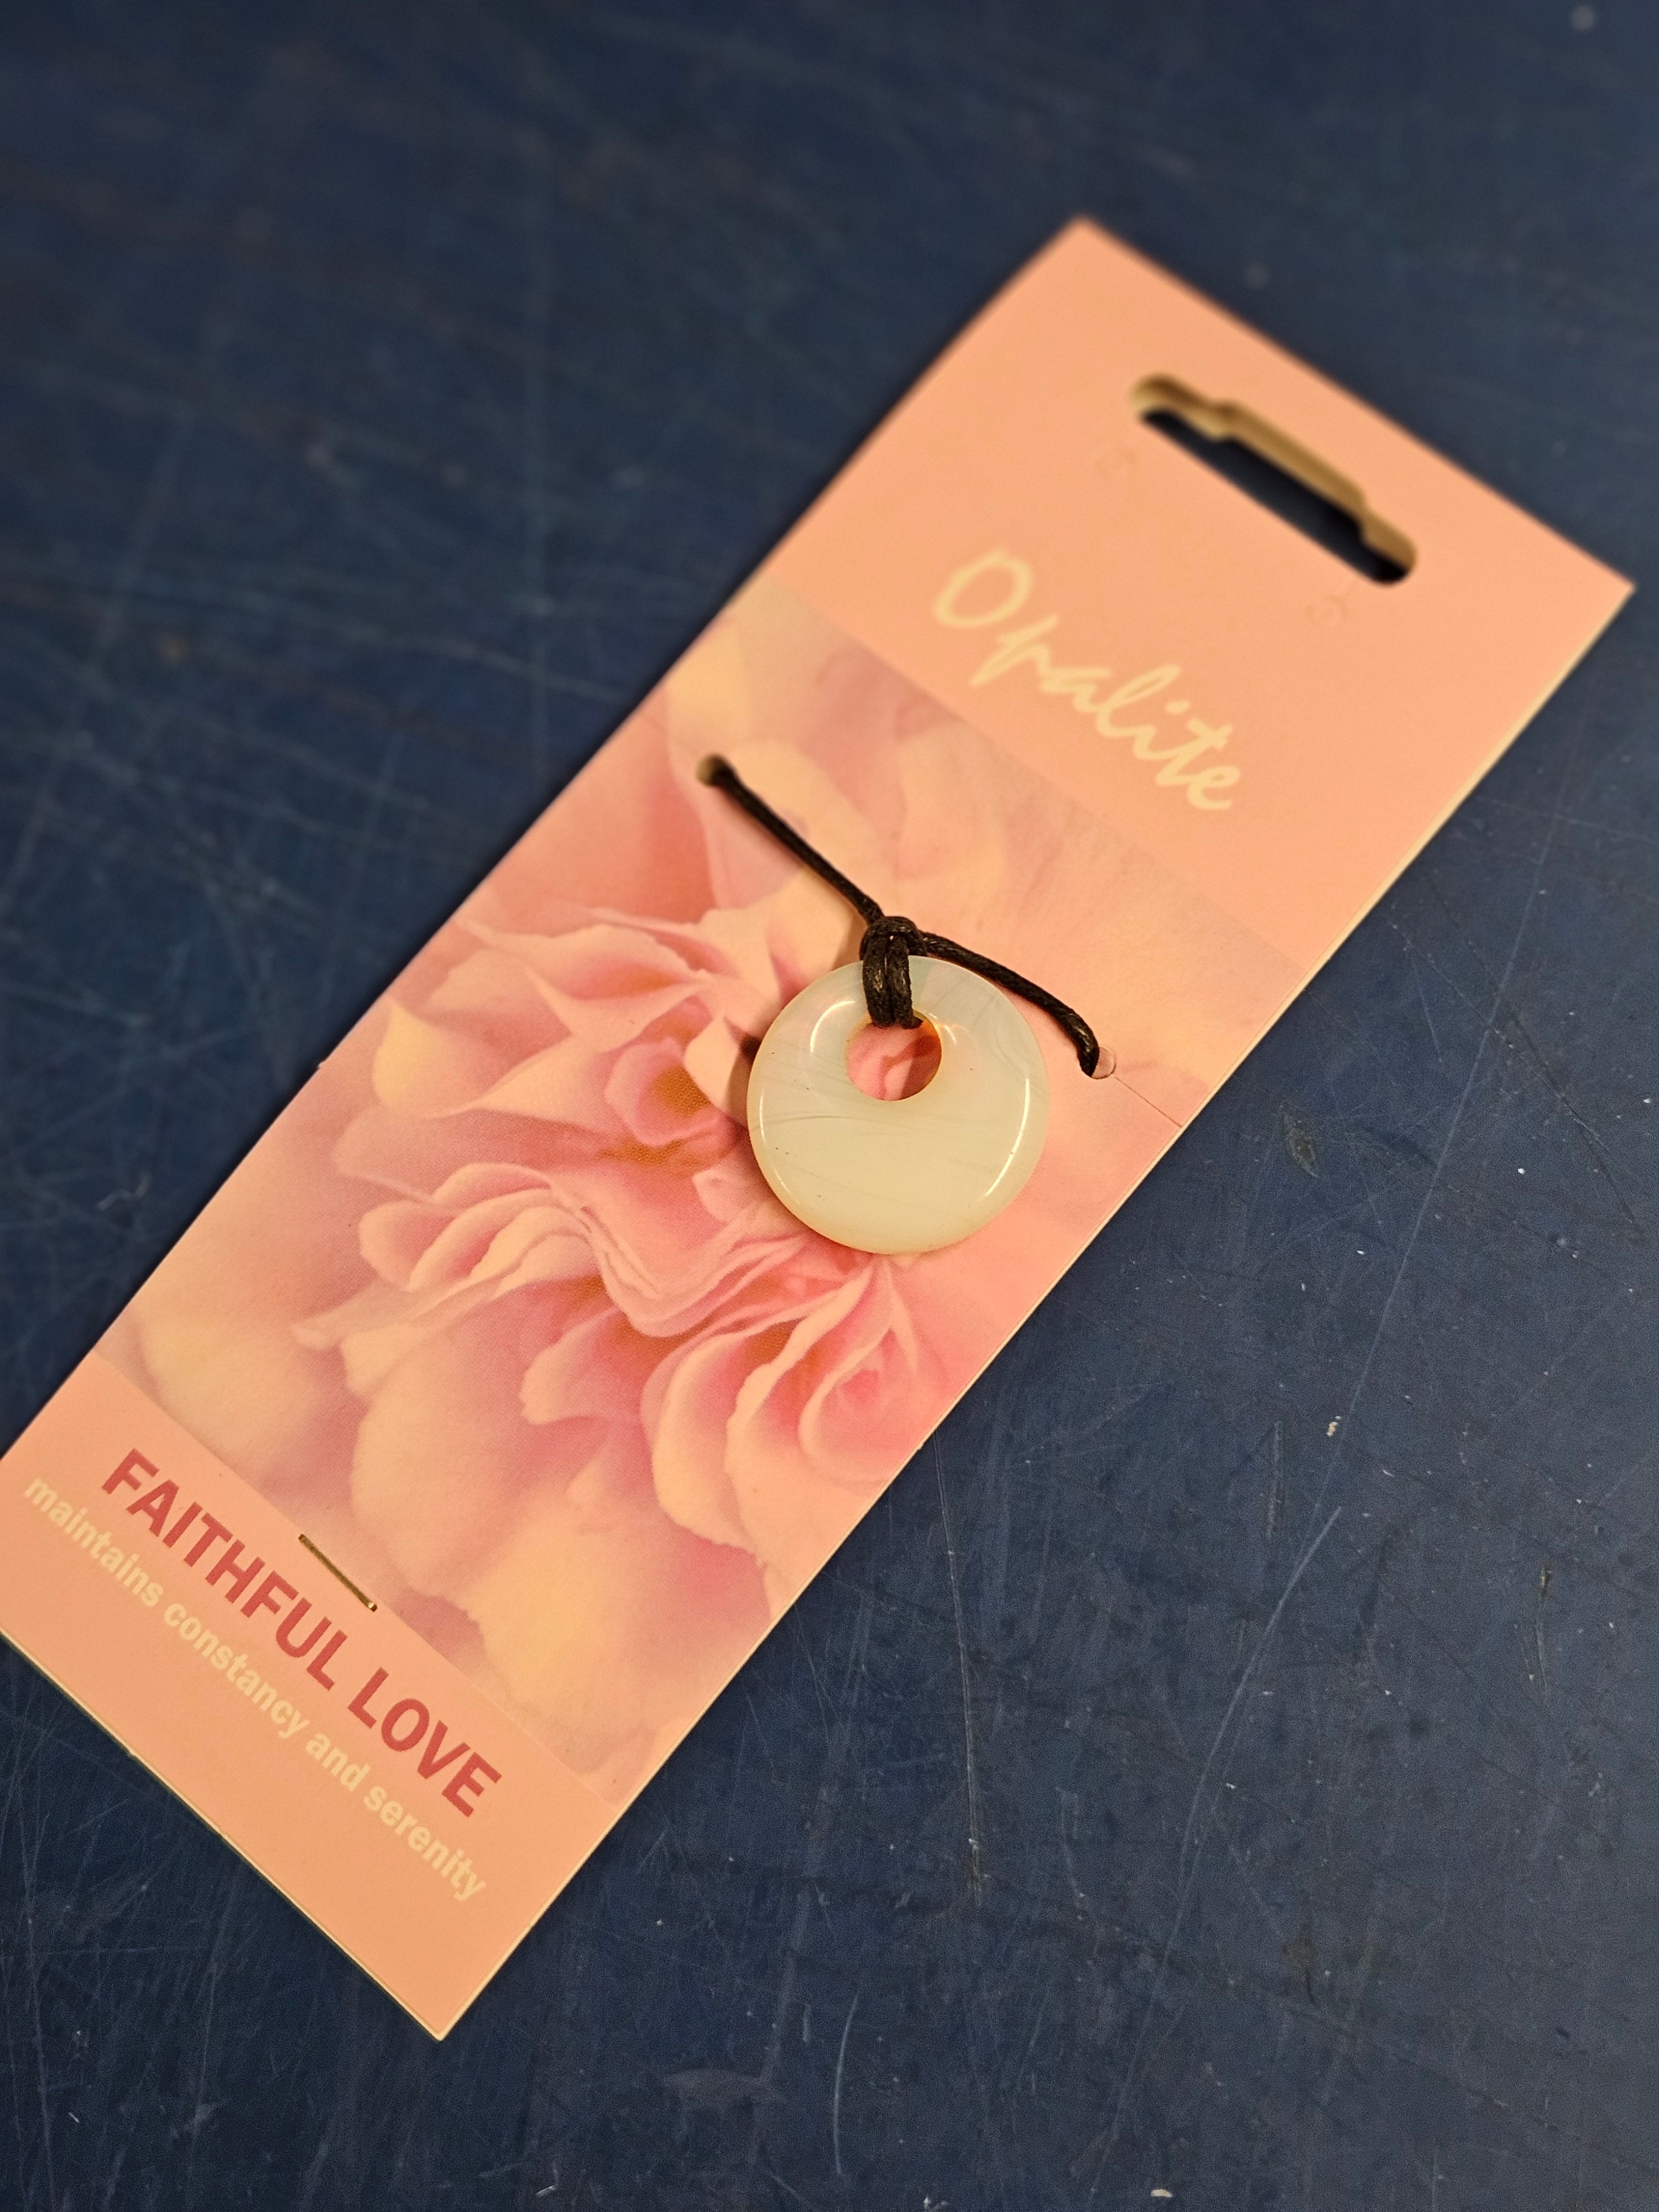 Opalite
FAITHFUL LOVE
maintains constancy and serenity